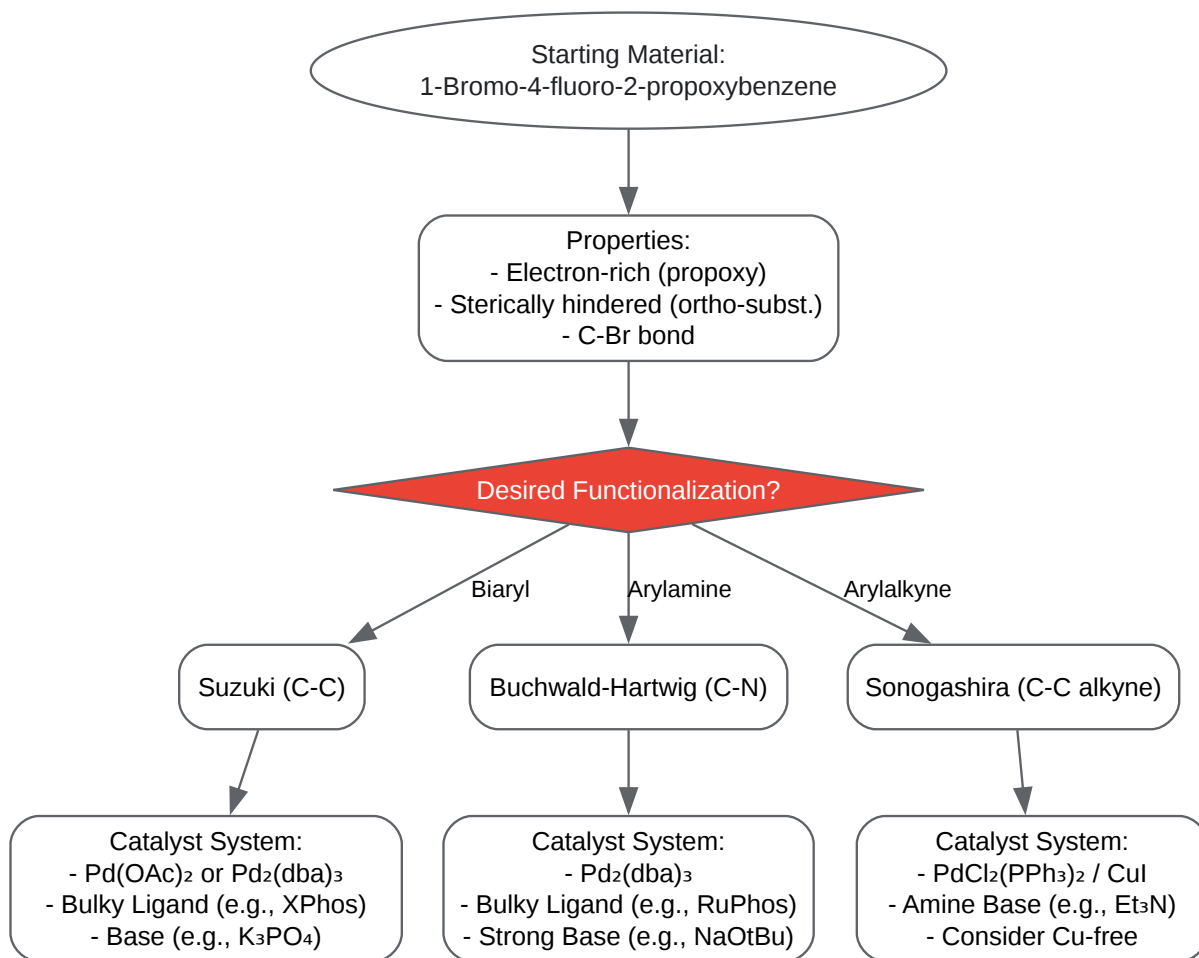 Starting Material:
1-Bromo-4-fluoro-2-propoxybenzene
Properties:
- Electron-rich (propoxy)
- Sterically hindered (ortho-subst.)
- C-Br bond
Desired Functionalization?
Biaryl
Arylamine
Arylalkyne
Suzuki (C-C)
Buchwald-Hartwig (C-N)
Sonogashira (C-C alkyne)
Catalyst System:
- Pd(OAc)₂ or Pd₂(dba)₃
- Bulky Ligand (e.g., XPhos)
- Base (e.g., K₃PO₄)
Catalyst System:
- Pd₂(dba)₃
- Bulky Ligand (e.g., RuPhos)
- Strong Base (e.g., NaOtBu)
Catalyst System:
- PdCl₂(PPh₃)₂ / CuI
- Amine Base (e.g., Et₃N)
- Consider Cu-free